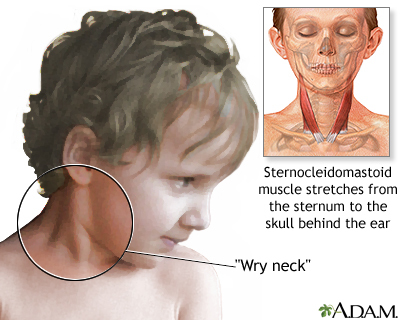 Sternocleidomastoid
muscle stretches from
the sternum to the
skull behind the ear
"Wry neck"
A.D.A.M.